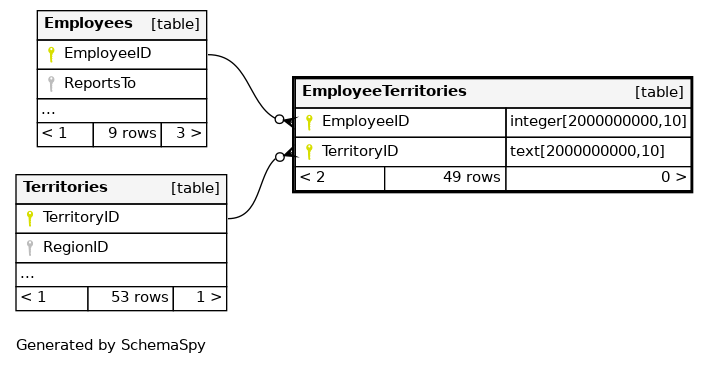 Employees [table]
EmployeeID
ReportsTo
...
< 1 9 rows 3 >
EmployeeTerritories [table]
EmployeeID integer[2000000000,10]
TerritoryID text[2000000000,10]
< 2 49 rows 0 >
Territories [table]
TerritoryID
RegionID
...
< 1 53 rows 1 >
Generated by SchemaSpy